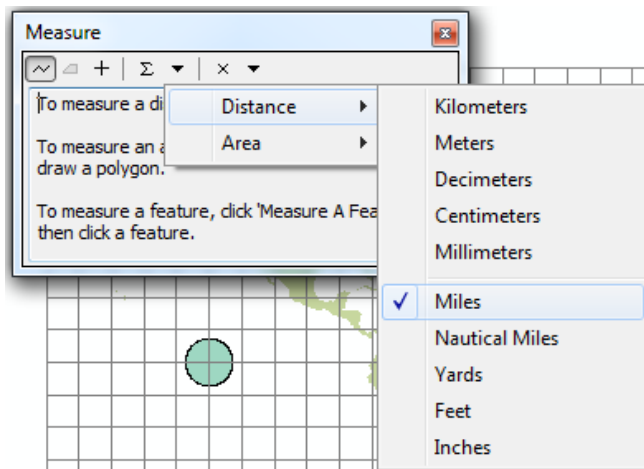 Measure
To measure a di
To measure an a
draw a polygon.
To measure a feature, click 'Measure A Fea
then click a feature.
Distance
Area
Kilometers
Meters
Decimeters
Centimeters
Millimeters
Miles
Nautical Miles
Yards
Feet
Inches